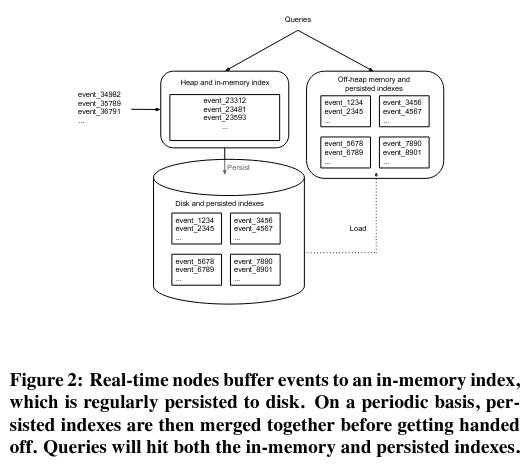 Queries
Heap and in-memory index
event_23312
event_23481
event_23593
...
event_34982
event_35789
event_36791
...
Off-heap memory and
persisted indexes
event_1234
event_2345
...
event_3456
event_4567
...
event_5678
event_6789
...
event_7890
event_8901
...
Persist
Disk and persisted indexes
event_1234
event_2345
...
event_3456
event_4567
...
event_5678
event_6789
...
event_7890
event_8901
...
Load
Figure 2: Real-time nodes buffer events to an in-memory index,
which is regularly persisted to disk. On a periodic basis, per-
sisted indexes are then merged together before getting handed
off. Queries will hit both the in-memory and persisted indexes.